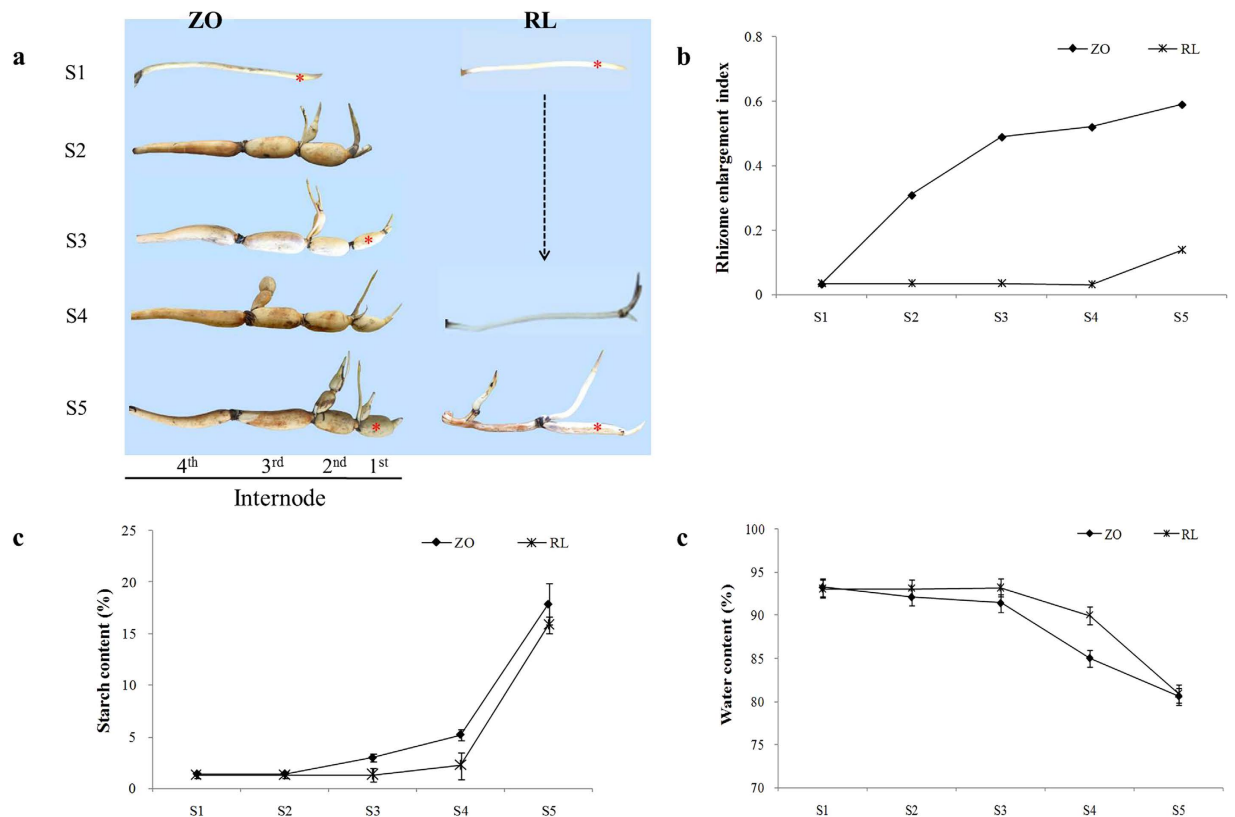 ZO RL
a
S1
S2
S3
S4
S5
4th 3rd 2nd 1st
Internode
b
ZO RL
Rhizome enlargement index
0.8
0.6
0.4
0.2
0
S1 S2 S3 S4 S5
c
ZO RL
Starch content (%)
25
20
15
10
5
0
S1 S2 S3 S4 S5
c
ZO RL
Water content (%)
100
95
90
85
80
75
70
S1 S2 S3 S4 S5